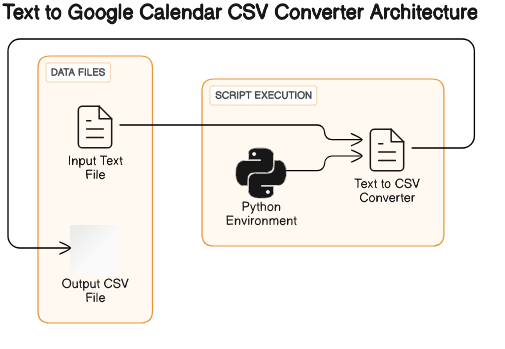 Text to Google Calendar CSV Converter Architecture
DATA FILES
Input Text
File
Output CSV
File
SCRIPT EXECUTION
Python
Environment
Text to CSV
Converter